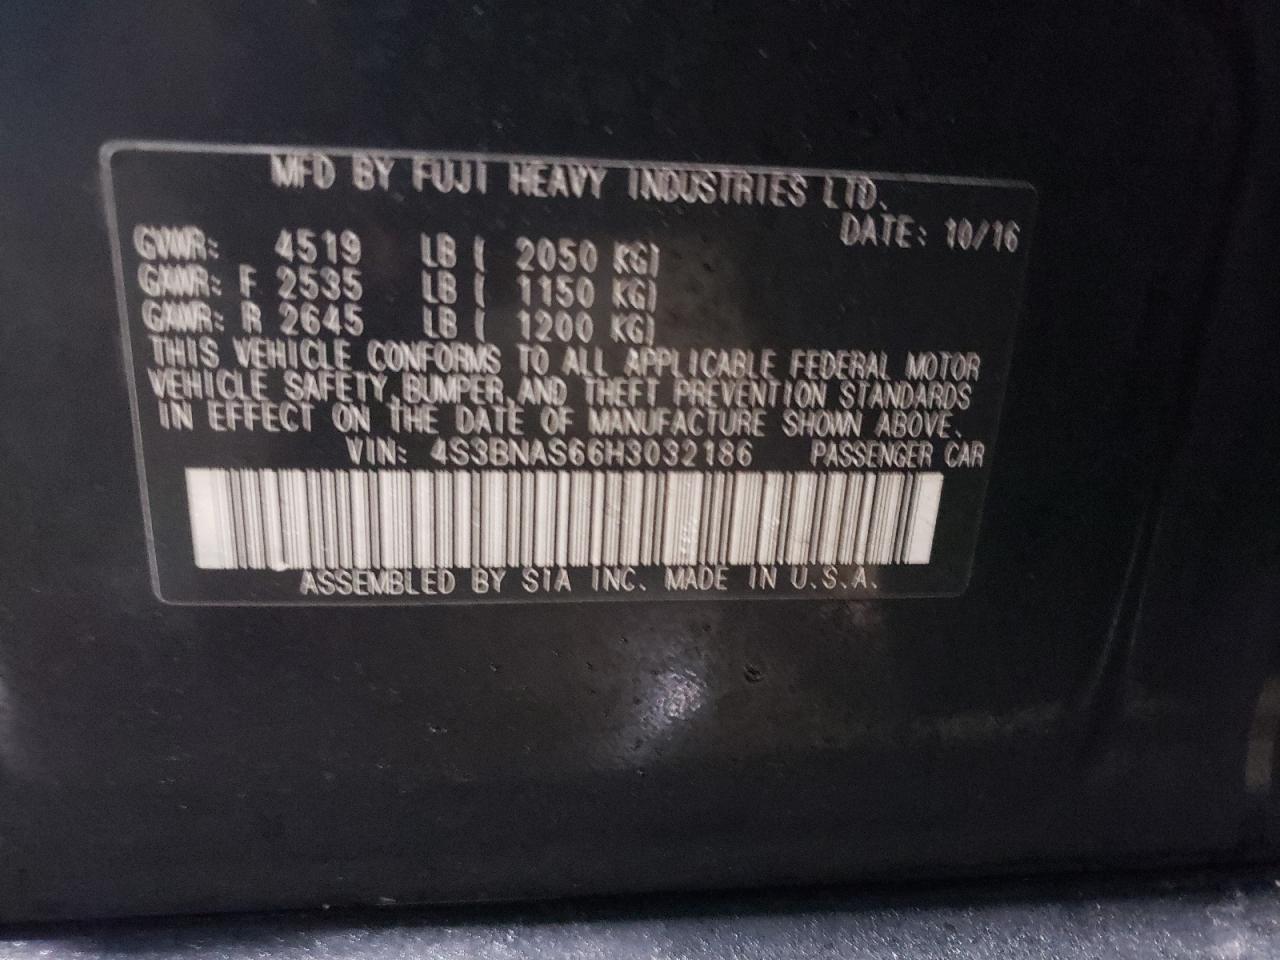 MFD BY FUJI HEAVY INDUSTRIES LTD.
DATE: 10/16
GVWR: 4519 LB ( 2050 KG)
GAWR: F 2535 LB ( 1150 KG)
GAWR: R 2645 LB ( 1200 KG)
THIS VEHICLE CONFORMS TO ALL APPLICABLE FEDERAL MOTOR
VEHICLE SAFETY, BUMPER, AND THEFT PREVENTION STANDARDS
IN EFFECT ON THE DATE OF MANUFACTURE SHOWN ABOVE.
VIN: 4S3BNAS66H3032186 PASSENGER CAR
ASSEMBLED BY SIA INC. MADE IN U.S.A.